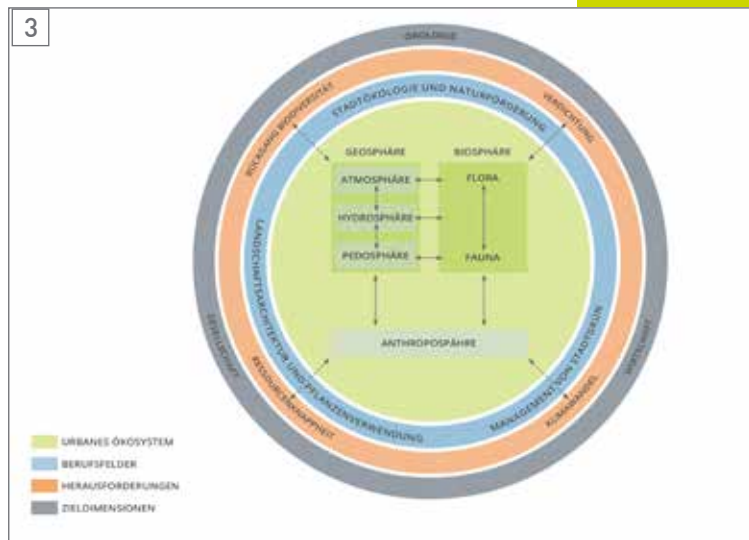 3
ÖKOLOGIE
RÜCKGANG BIODIVERSITÄT
VERDICHTUNG
STADTÖKOLOGIE UND NATURFÖRDERUNG
GEOSPHÄRE
BIOSPHÄRE
ATMOSPHÄRE
FLORA
HYDROSPHÄRE
PEDOSPHÄRE
FAUNA
ANTHROPOSPÄHRE
LANDSCHAFTSARCHITEKTUR UND PFLANZENVERWENDUNG
MANAGEMENT VON STADTGRÜN
GESELLSCHAFT
WIRTSCHAFT
RESSOURCENKNAPPHEIT
KLIMAWANDEL
URBANES ÖKOSYSTEM
BERUFSFELDER
HERAUSFORDERUNGEN
ZIELDIMENSIONEN